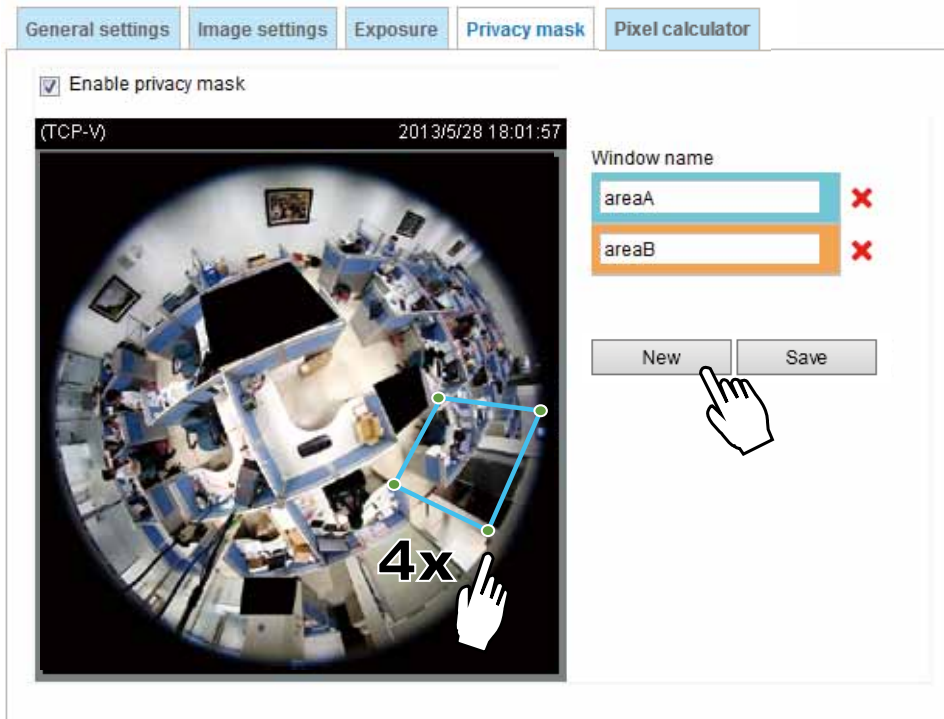 General settings Image settings Exposure Privacy mask Pixel calculator
Enable privacy mask
(TCP-V) 2013/5/28 18:01:57
Window name
areaA
areaB
New Save
4x